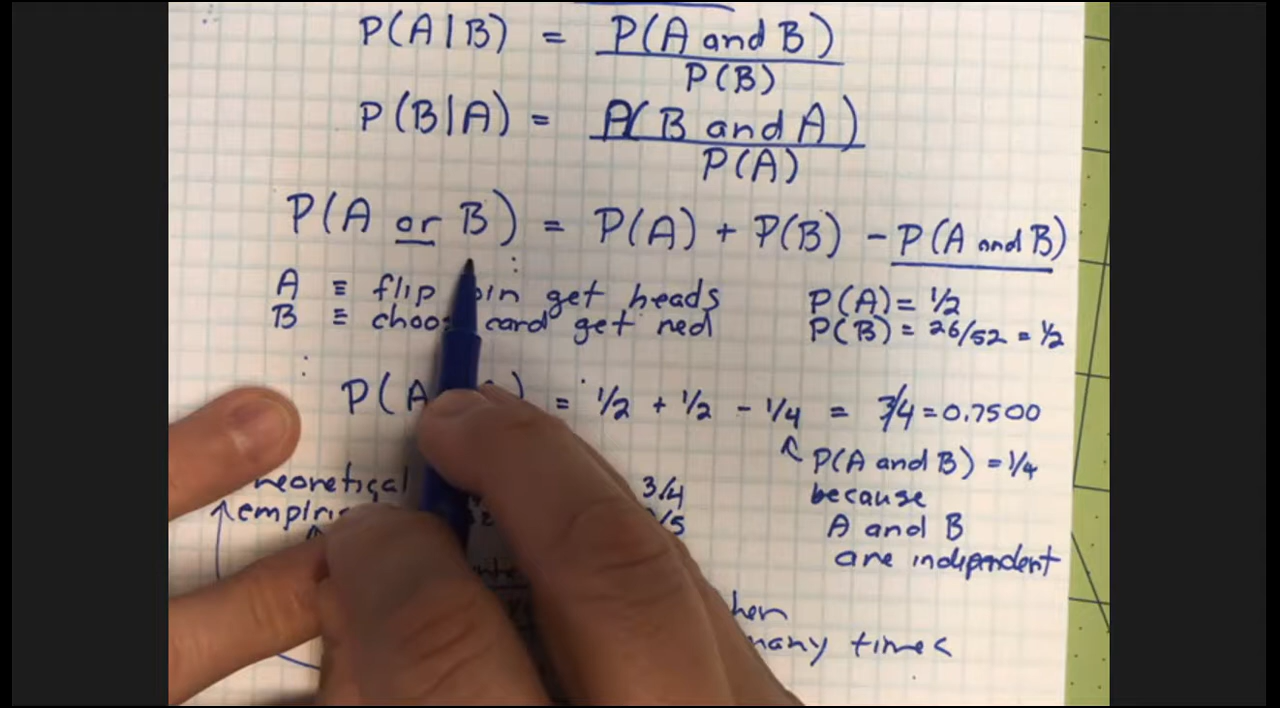 P(A|B) = P(A and B)
P(B)
P(B|A) = P(B and A)
P(A)
P(A or B) = P(A) + P(B) - P(A and B)
A ≡ flip get heads
B ≡ card get red
P(A) = 1/2
P(B) = 26/52 = 1/2
P(A = 1/2 + 1/2 - 1/4 = 3/4 = 0.7500
P(A and B) = 1/4
because
A and B
are independent
3/4
many times